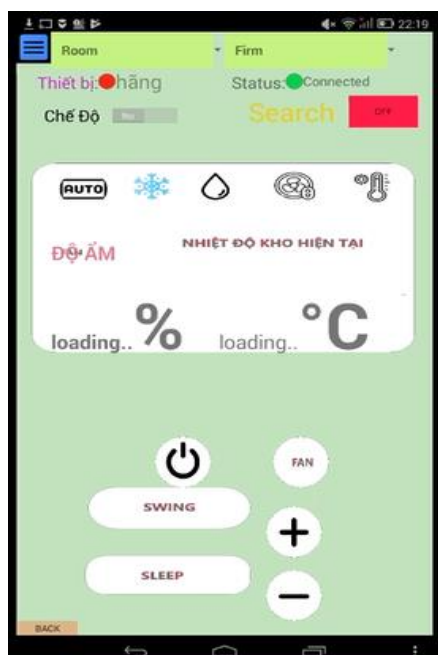 22:19
Room Firm
Thiết bị: hãng Status: Connected
Chế Độ Search OFF
AUTO
ĐỘ ẨM NHIỆT ĐỘ KHO HIỆN TẠI
loading.. % loading.. °C
FAN
SWING
SLEEP
BACK